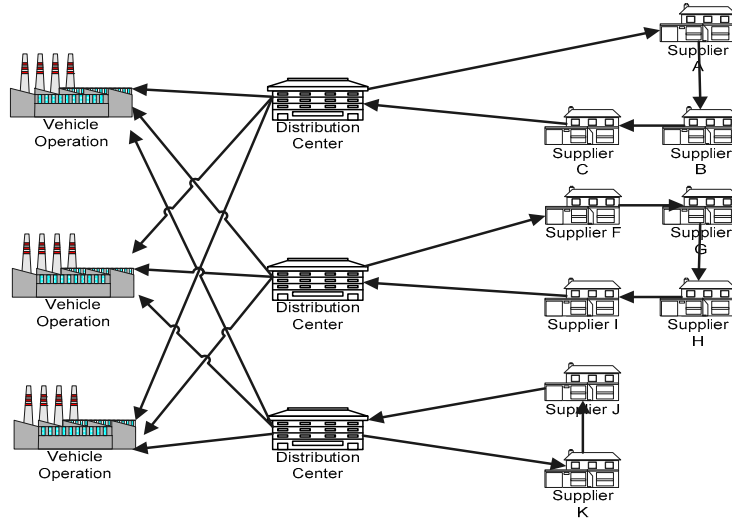 Supplier
A
Vehicle
Operation
Distribution
Center
Supplier
C
Supplier
B
Supplier F
Supplier
G
Vehicle
Operation
Distribution
Center
Supplier I
Supplier
H
Supplier J
Vehicle
Operation
Distribution
Center
Supplier
K